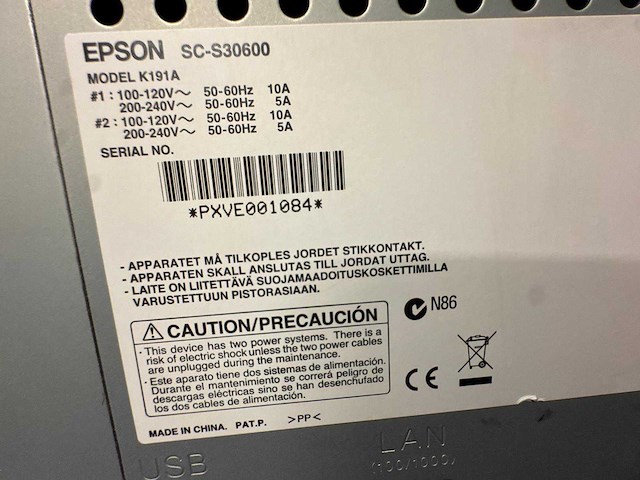 EPSON SC-S30600
MODEL K191A
#1 : 100-120V～ 50-60Hz 10A
200-240V～ 50-60Hz 5A
#2 : 100-120V～ 50-60Hz 10A
200-240V～ 50-60Hz 5A
SERIAL NO.
*PXVE001084*
- APPARATET MÅ TILKOPLES JORDET STIKKONTAKT.
- APPARATEN SKALL ANSLUTAS TILL JORDAT UTTAG.
- LAITE ON LIITETTÄVÄ SUOJAMAADOITUSKOSKETTIMILLA
VARUSTETTUUN PISTORASIAAN.
N86
CAUTION/PRECAUCIÓN
· This device has two power systems. There is a
risk of electric shock unless the two power cables
are unplugged during the maintenance.
· Este aparato tiene dos sistemas de alimentación.
Durante el mantenimiento se correrá peligro de
descargas eléctricas sino se han desenchufado
los dos cables de alimentación.
CE
MADE IN CHINA. PAT.P. >PP<
USB
LAN
(100/1000)